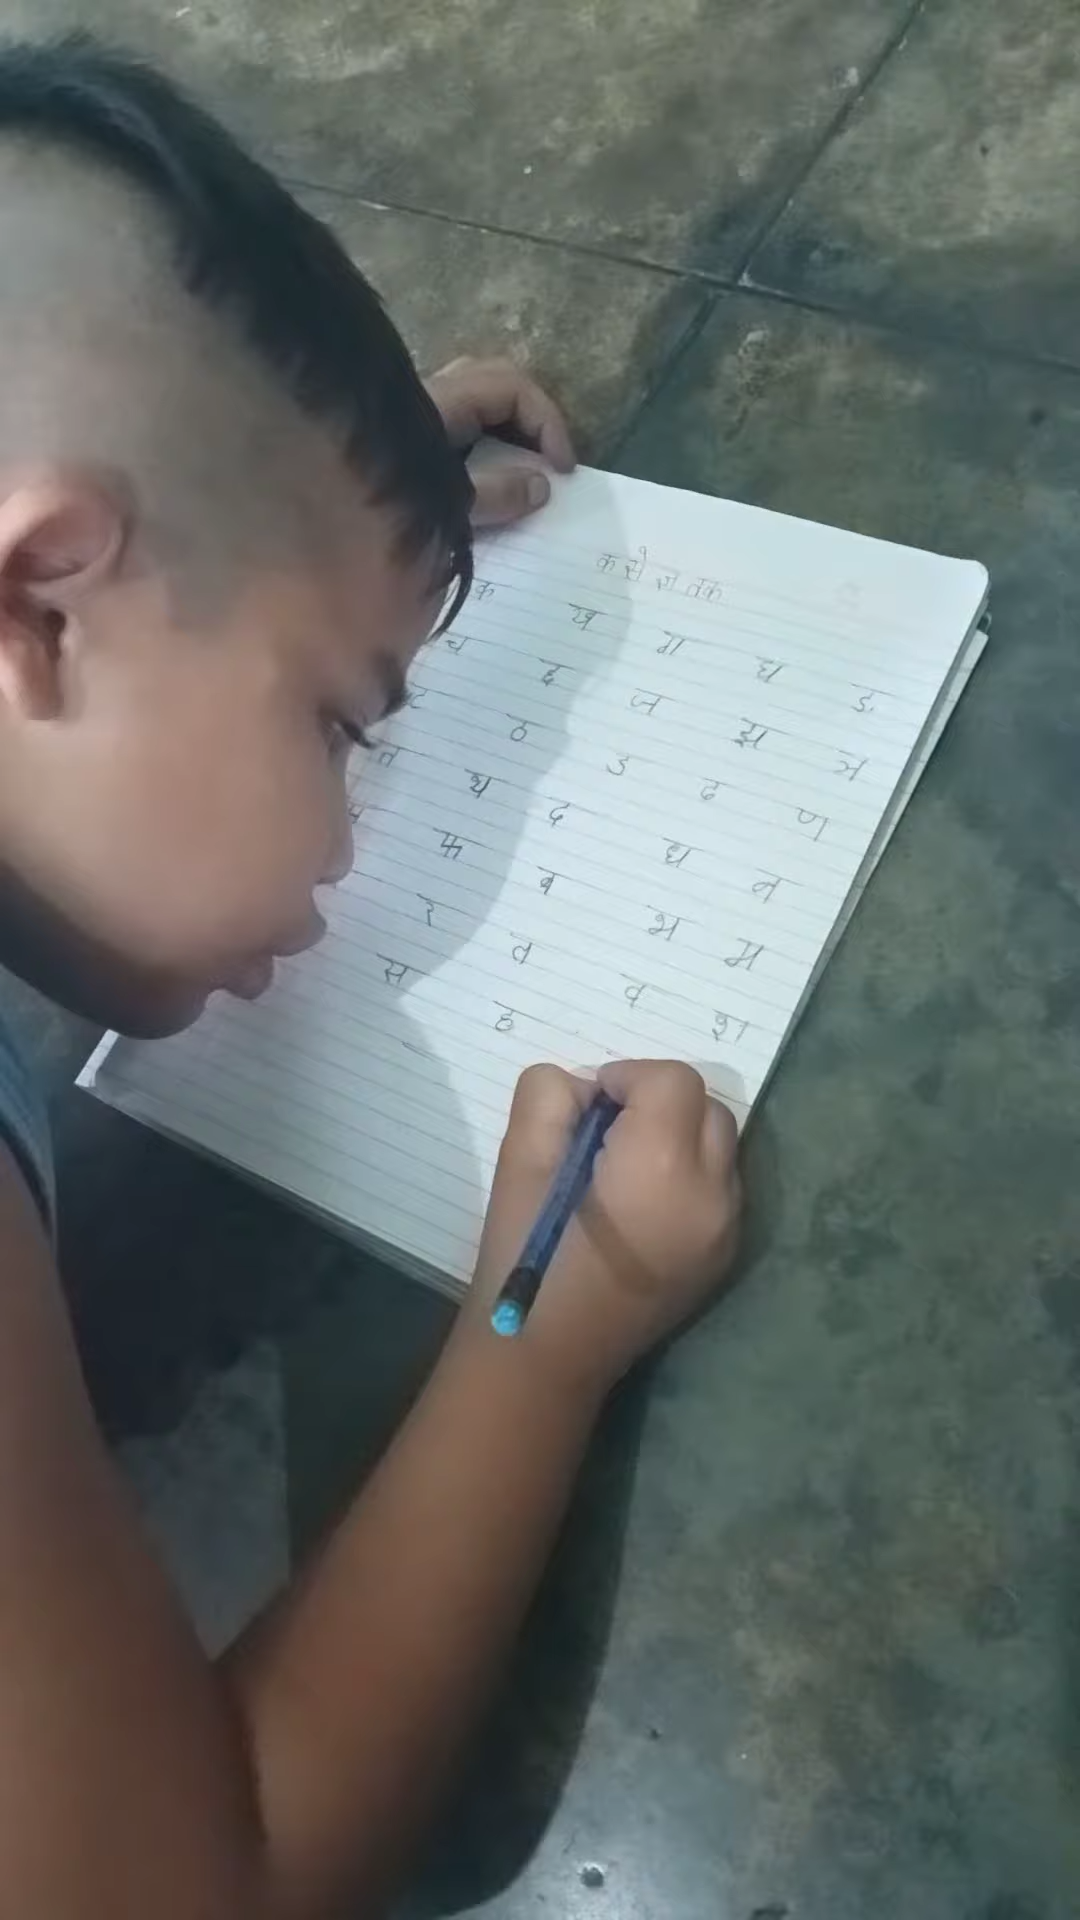 क से ज्ञ तक
क ख ग घ ङ
च छ ज झ ञ
ट ठ ड ढ ण
त थ द ध न
प फ ब भ म
र ल व श
स ह